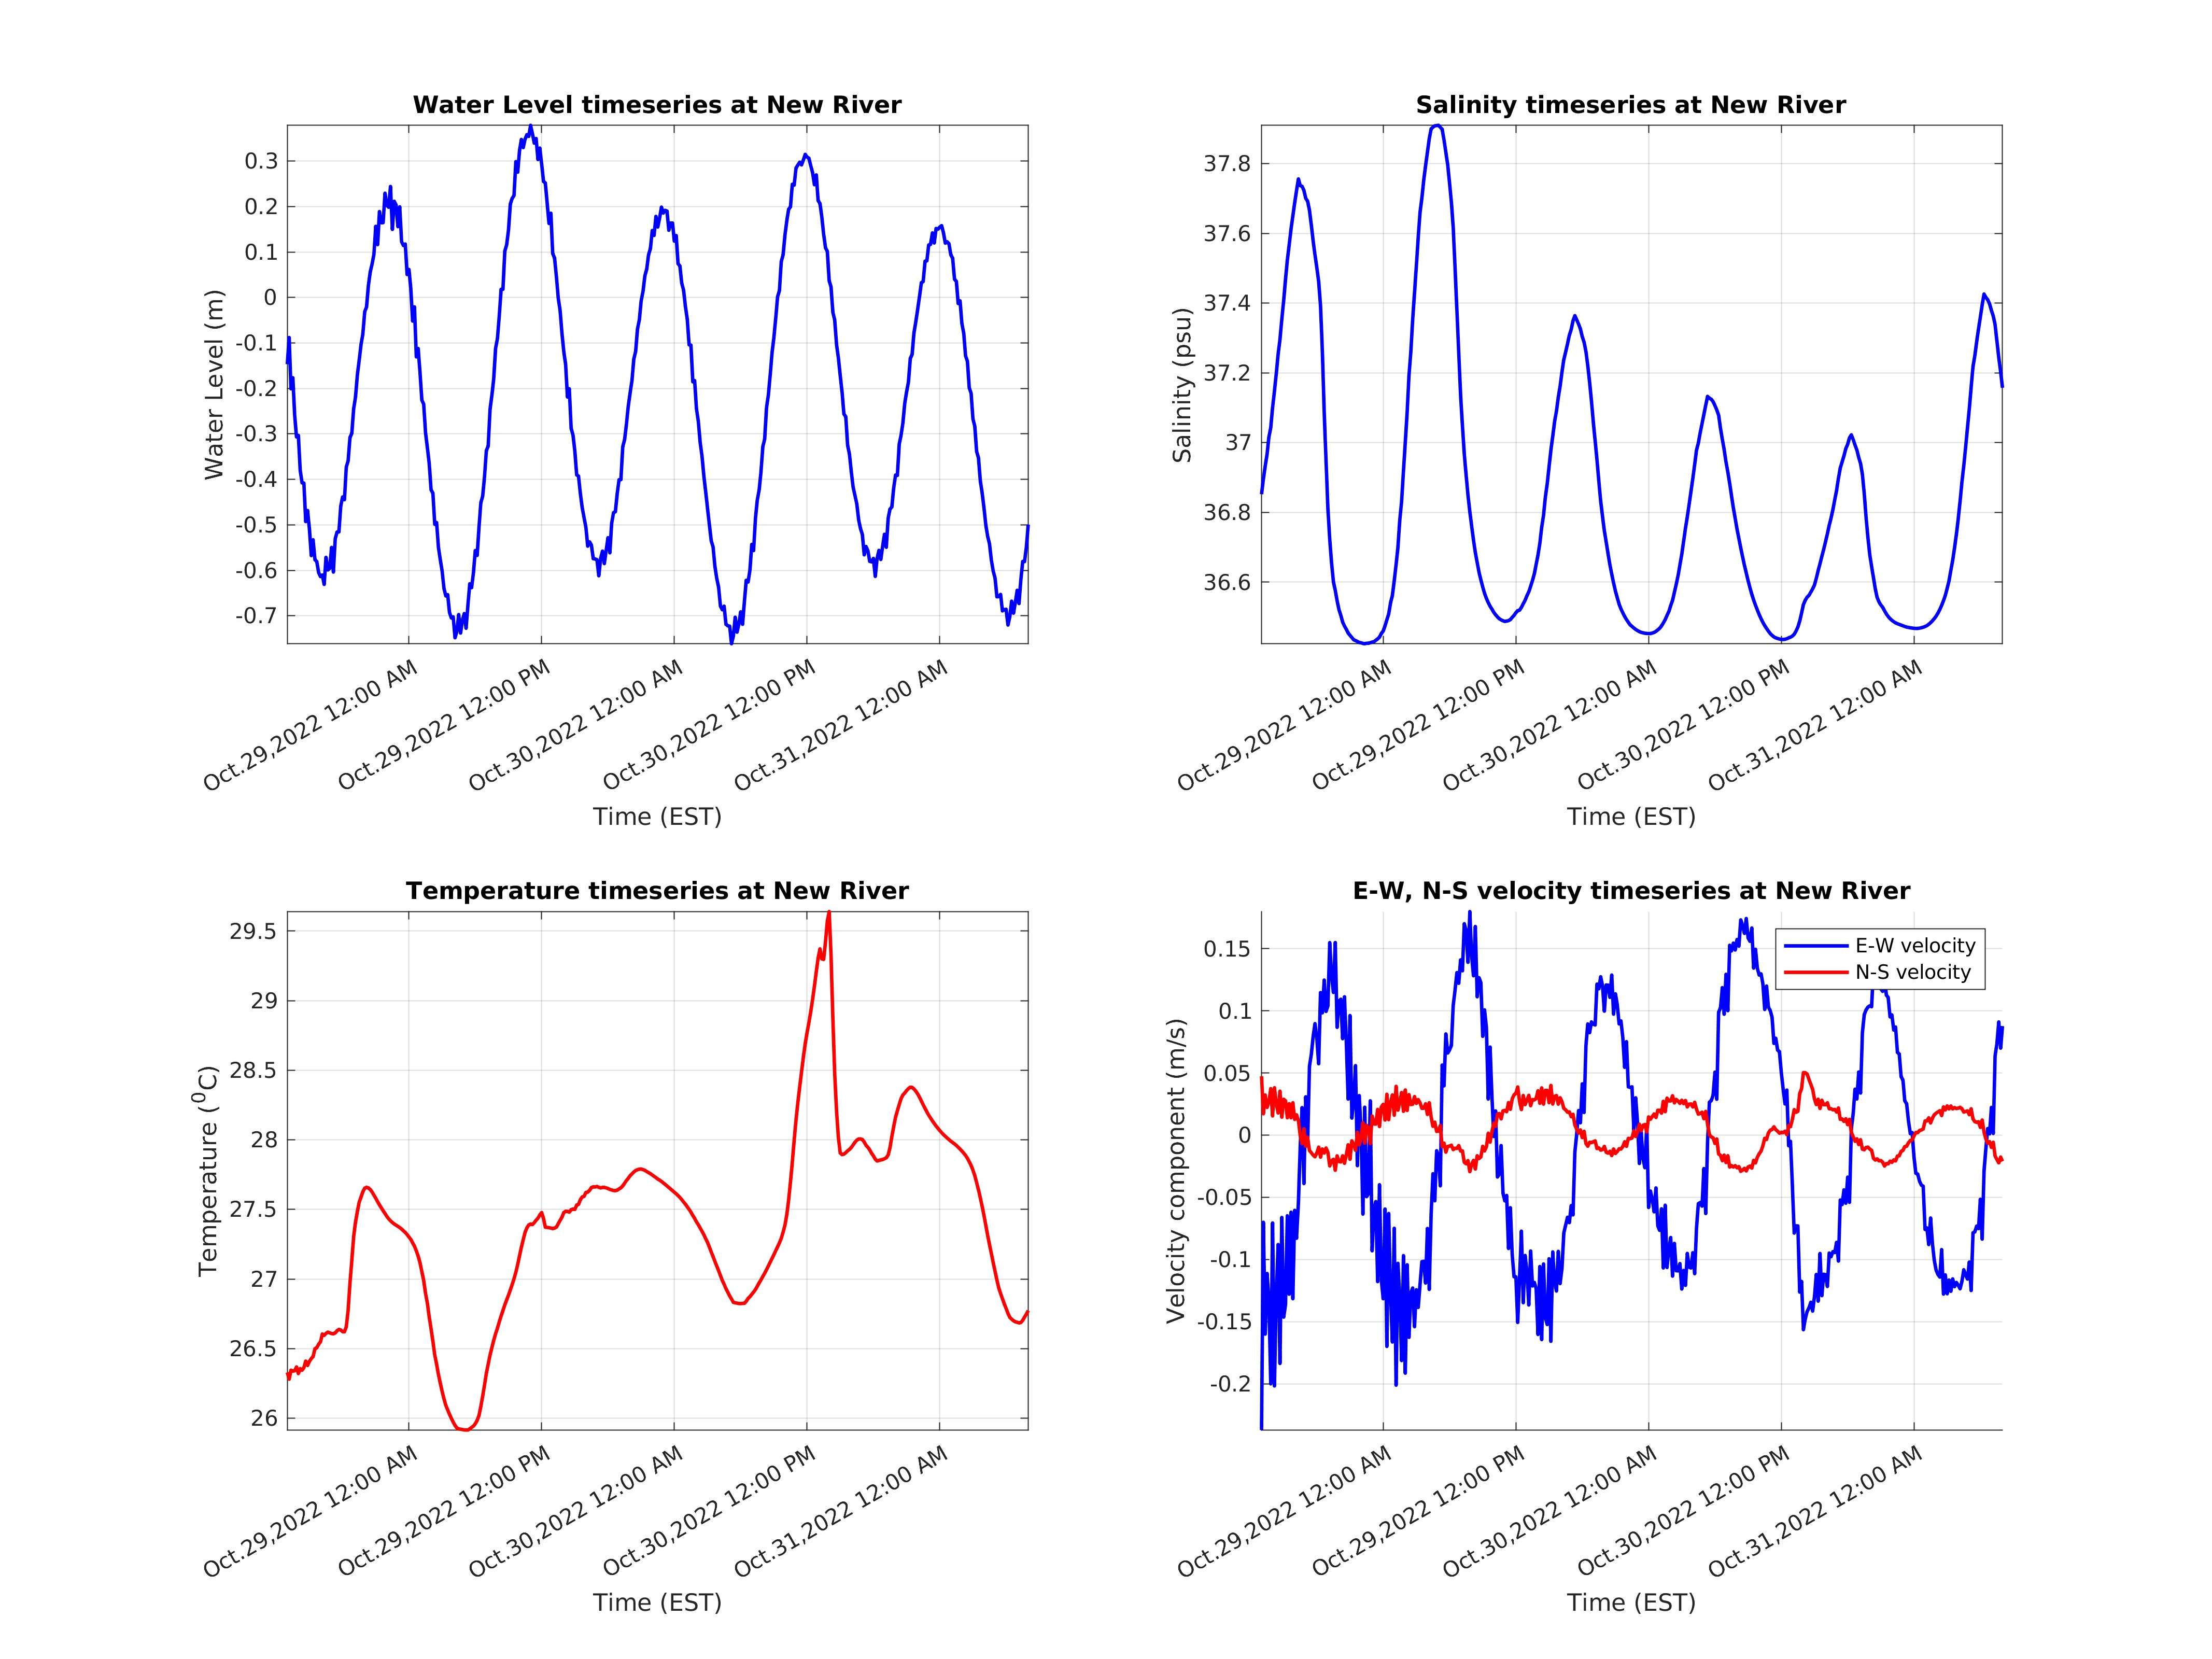 Water Level timeseries at New River
Water Level (m)
0.3
0.2
0.1
0
-0.1
-0.2
-0.3
-0.4
-0.5
-0.6
-0.7
Oct.29,2022 12:00 AM
Oct.29,2022 12:00 PM
Oct.30,2022 12:00 AM
Oct.30,2022 12:00 PM
Oct.31,2022 12:00 AM
Time (EST)
Salinity timeseries at New River
Salinity (psu)
37.8
37.6
37.4
37.2
37
36.8
36.6
Oct.29,2022 12:00 AM
Oct.29,2022 12:00 PM
Oct.30,2022 12:00 AM
Oct.30,2022 12:00 PM
Oct.31,2022 12:00 AM
Time (EST)
Temperature timeseries at New River
Temperature (⁰C)
29.5
29
28.5
28
27.5
27
26.5
26
Oct.29,2022 12:00 AM
Oct.29,2022 12:00 PM
Oct.30,2022 12:00 AM
Oct.30,2022 12:00 PM
Oct.31,2022 12:00 AM
Time (EST)
E-W, N-S velocity timeseries at New River
Velocity component (m/s)
0.15
0.1
0.05
0
-0.05
-0.1
-0.15
-0.2
E-W velocity
N-S velocity
Oct.29,2022 12:00 AM
Oct.29,2022 12:00 PM
Oct.30,2022 12:00 AM
Oct.30,2022 12:00 PM
Oct.31,2022 12:00 AM
Time (EST)